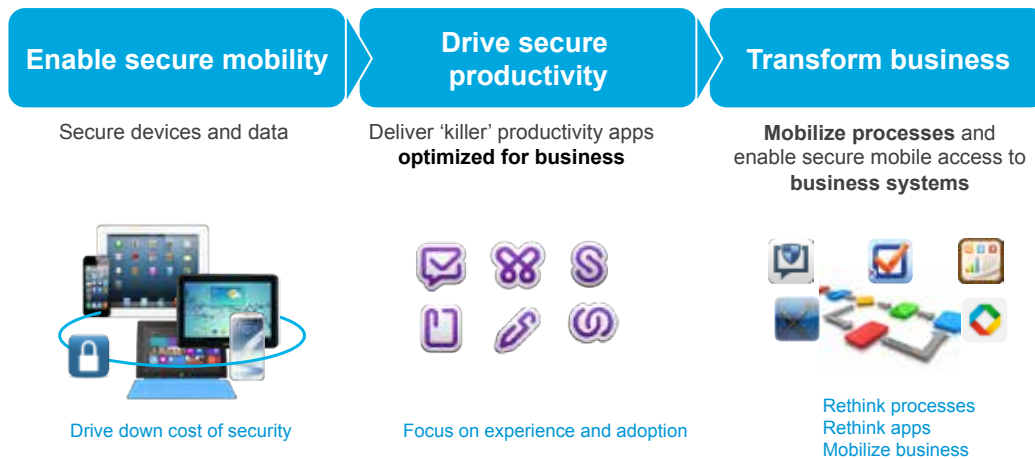 Enable secure mobility
Drive secure
productivity
Transform business
Secure devices and data
Deliver ‘killer’ productivity apps
optimized for business
Mobilize processes and
enable secure mobile access to
business systems
Drive down cost of security
Focus on experience and adoption
Rethink processes
Rethink apps
Mobilize business